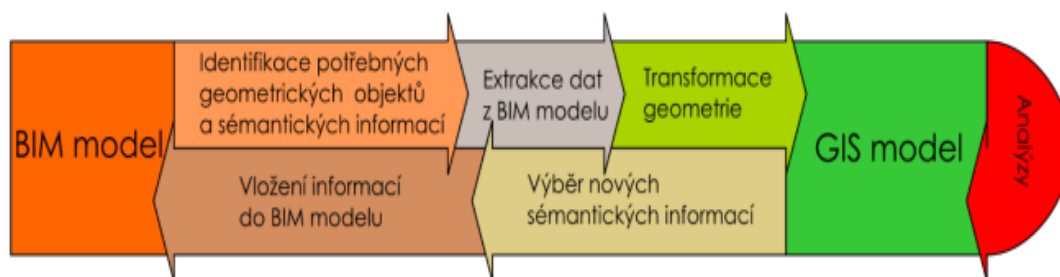 BIM model
Identifikace potřebných
geometrických objektů
a sémantických informací
Extrakce dat
z BIM modelu
Transformace
geometrie
GIS model
Analýzy
Vložení informací
do BIM modelu
Výběr nových
sémantických informací